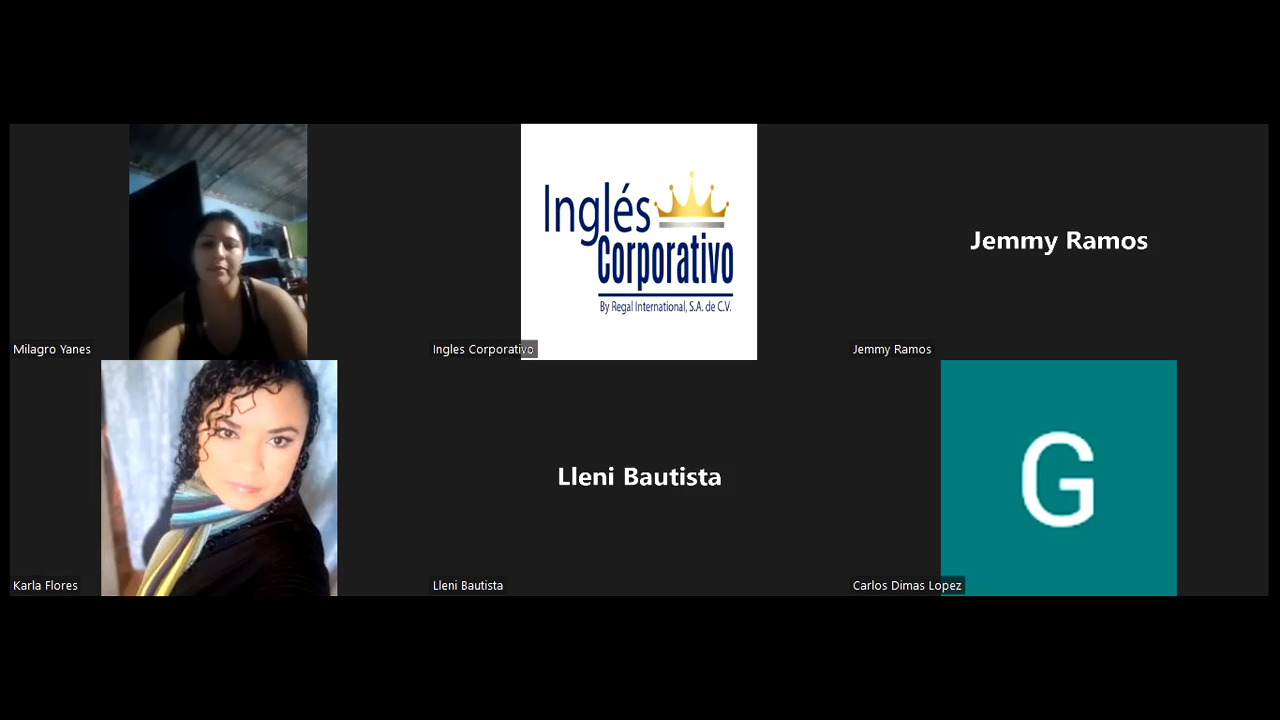 Inglés
Corporativo
By Regal International, S.A. de C.V.
Jemmy Ramos
Milagro Yanes
Ingles Corporativo
Jemmy Ramos
Lleni Bautista
G
Karla Flores
Lleni Bautista
Carlos Dimas Lopez